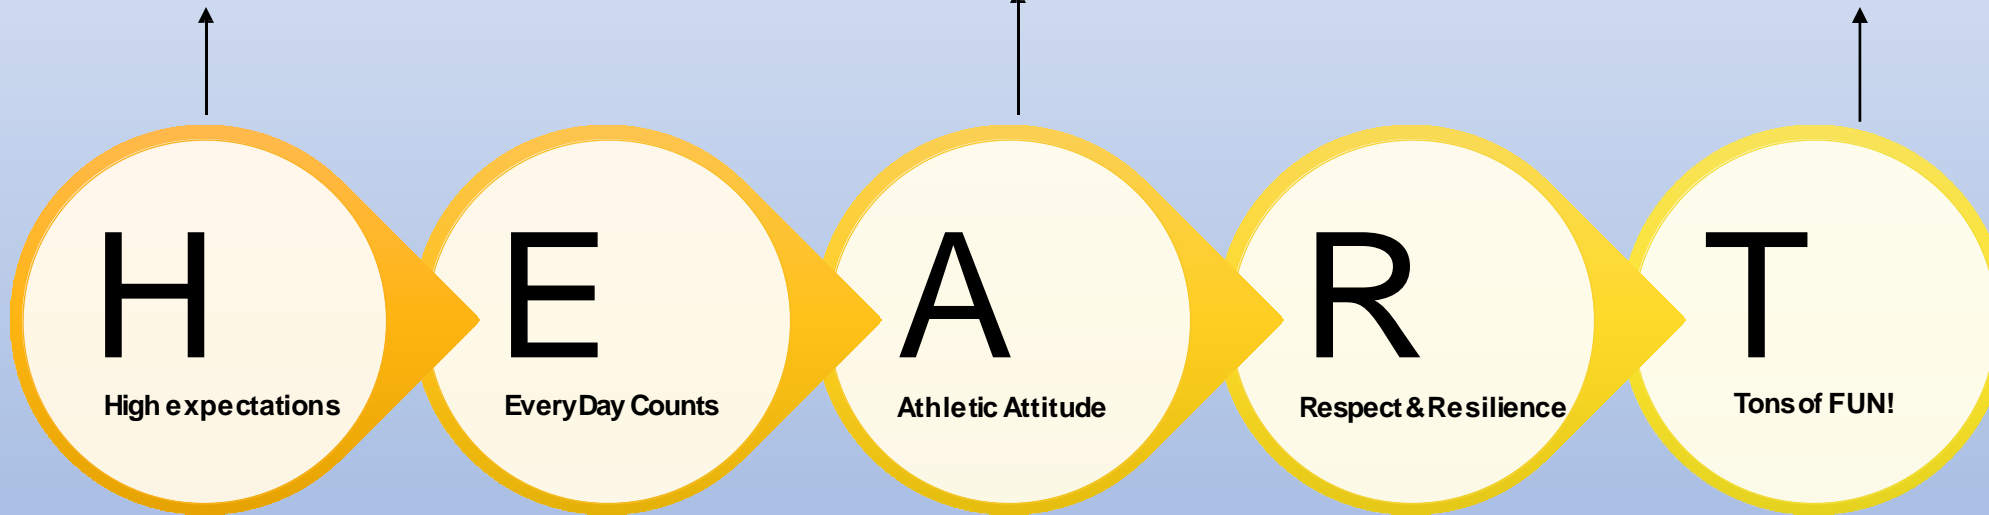 H
High expectations
E
Every Day Counts
A
Athletic Attitude
R
Respect & Resilience
T
Tons of FUN!